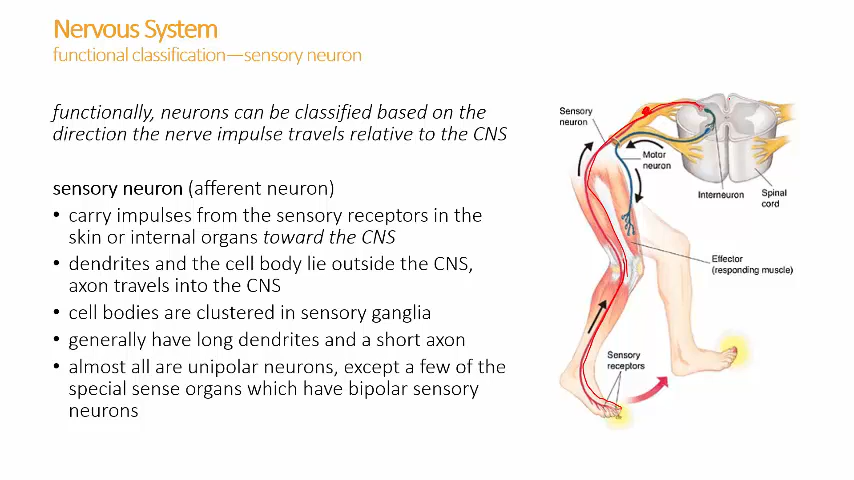 Nervous System
functional classification—sensory neuron
functionally, neurons can be classified based on the
direction the nerve impulse travels relative to the CNS
sensory neuron (afferent neuron)
• carry impulses from the sensory receptors in the
skin or internal organs toward the CNS
• dendrites and the cell body lie outside the CNS,
axon travels into the CNS
• cell bodies are clustered in sensory ganglia
• generally have long dendrites and a short axon
• almost all are unipolar neurons, except a few of the
special sense organs which have bipolar sensory
neurons
Sensory
neuron
Motor
neuron
Interneuron
Spinal
cord
Effector
(responding muscle)
Sensory
receptors